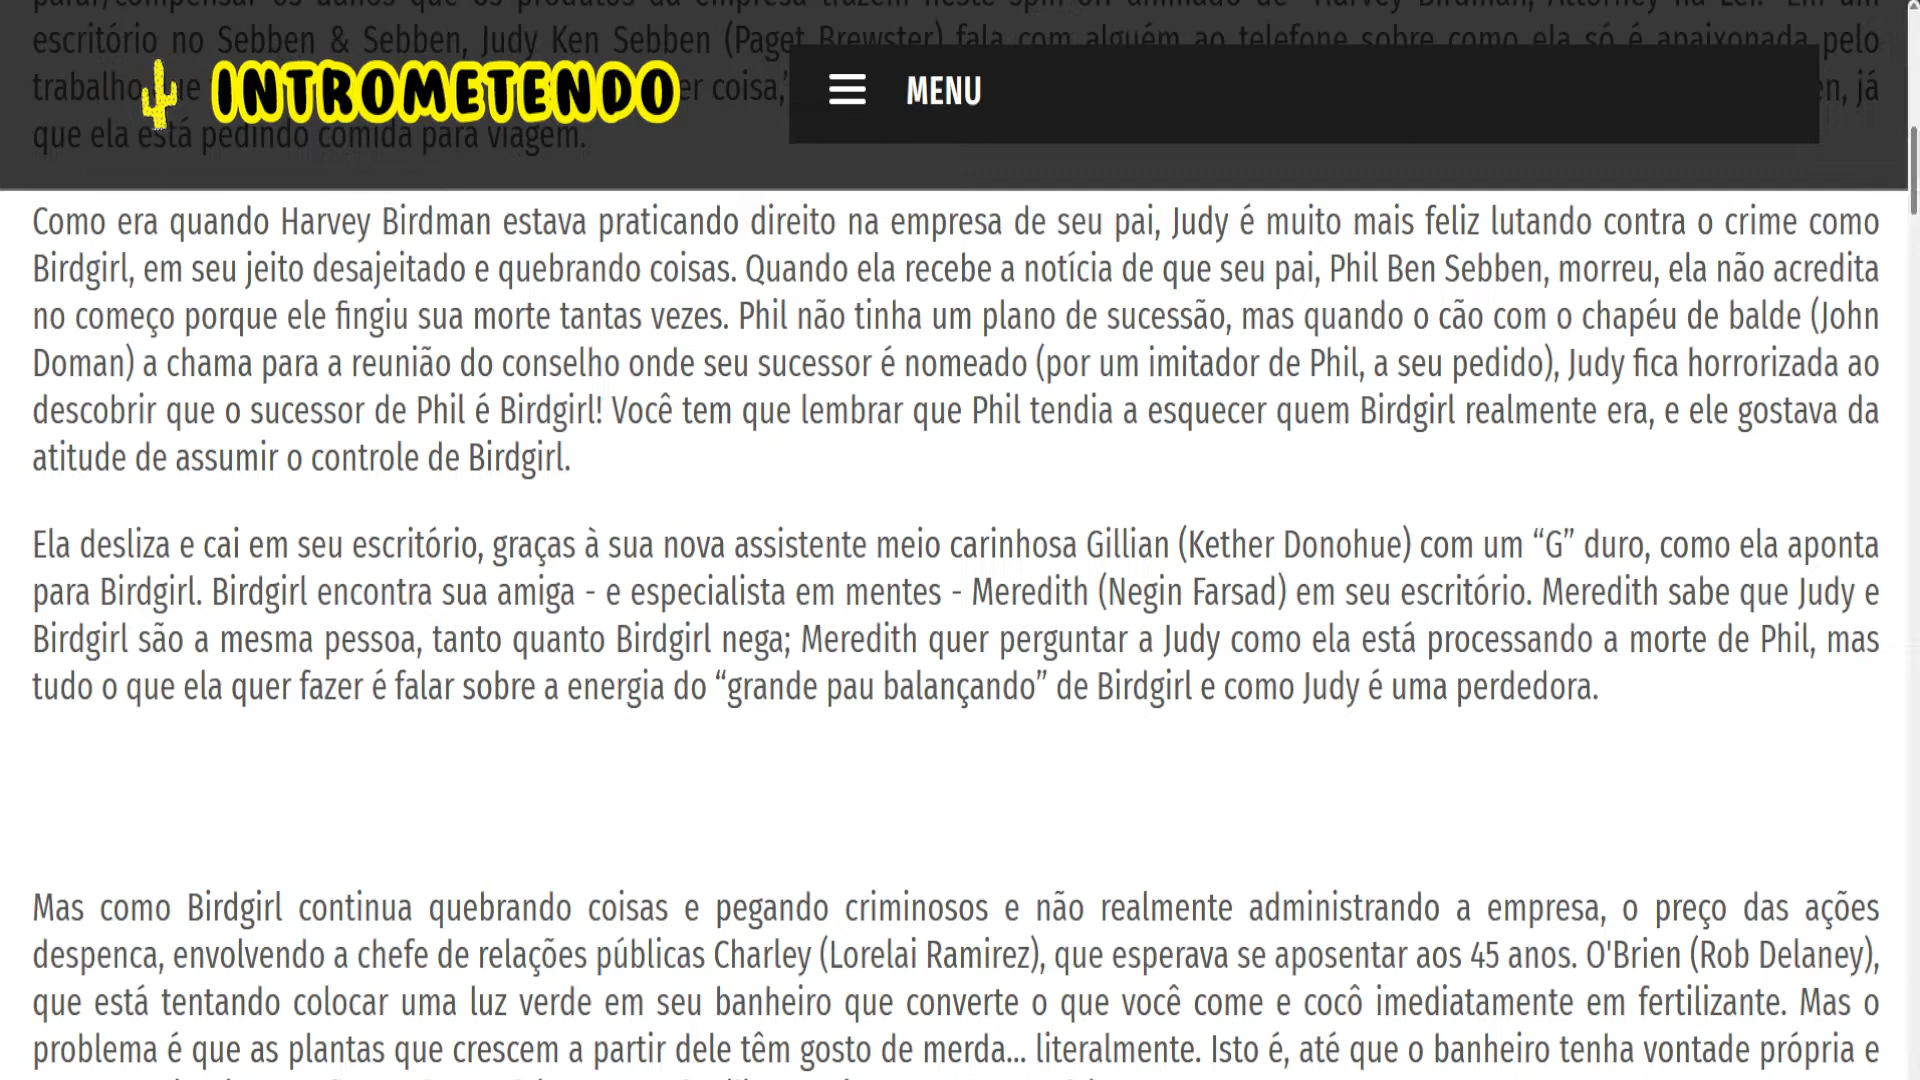 escritório no Sebben & Sebben, Judy Ken Sebben (Paget Brewster) fala com alguém ao telefone sobre como ela só é apaixonada pelo
trabalho que er coisa, en, já
INTROMETENDO
MENU
que ela está pedindo comida para viagem.
Como era quando Harvey Birdman estava praticando direito na empresa de seu pai, Judy é muito mais feliz lutando contra o crime como
Birdgirl, em seu jeito desajeitado e quebrando coisas. Quando ela recebe a notícia de que seu pai, Phil Ben Sebben, morreu, ela não acredita
no começo porque ele fingiu sua morte tantas vezes. Phil não tinha um plano de sucessão, mas quando o cão com o chapéu de balde (John
Doman) a chama para a reunião do conselho onde seu sucessor é nomeado (por um imitador de Phil, a seu pedido), Judy fica horrorizada ao
descobrir que o sucessor de Phil é Birdgirl! Você tem que lembrar que Phil tendia a esquecer quem Birdgirl realmente era, e ele gostava da
atitude de assumir o controle de Birdgirl.
Ela desliza e cai em seu escritório, graças à sua nova assistente meio carinhosa Gillian (Kether Donohue) com um “G” duro, como ela aponta
para Birdgirl. Birdgirl encontra sua amiga - e especialista em mentes - Meredith (Negin Farsad) em seu escritório. Meredith sabe que Judy e
Birdgirl são a mesma pessoa, tanto quanto Birdgirl nega; Meredith quer perguntar a Judy como ela está processando a morte de Phil, mas
tudo o que ela quer fazer é falar sobre a energia do “grande pau balançando” de Birdgirl e como Judy é uma perdedora.
Mas como Birdgirl continua quebrando coisas e pegando criminosos e não realmente administrando a empresa, o preço das ações
despenca, envolvendo a chefe de relações públicas Charley (Lorelai Ramirez), que esperava se aposentar aos 45 anos. O'Brien (Rob Delaney),
que está tentando colocar uma luz verde em seu banheiro que converte o que você come e cocô imediatamente em fertilizante. Mas o
problema é que as plantas que crescem a partir dele têm gosto de merda... literalmente. Isto é, até que o banheiro tenha vontade própria e